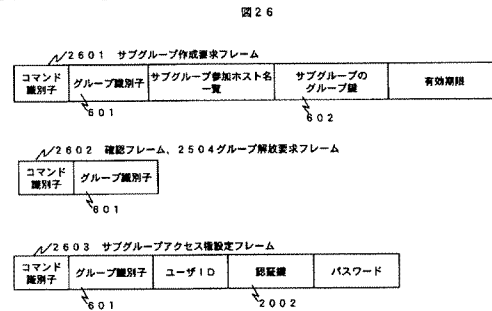 図26
2601 サブグループ作成要求フレーム
コマンド
識別子
グループ識別子
サブグループ参加ホスト名
一覧
サブグループの
グループ鍵
有効期限
601
602
2602 確認フレーム、2504グループ解放要求フレーム
コマンド
識別子
グループ識別子
601
2603 サブグループアクセス権設定フレーム
コマンド
識別子
グループ識別子
ユーザID
認証鍵
パスワード
601
2002